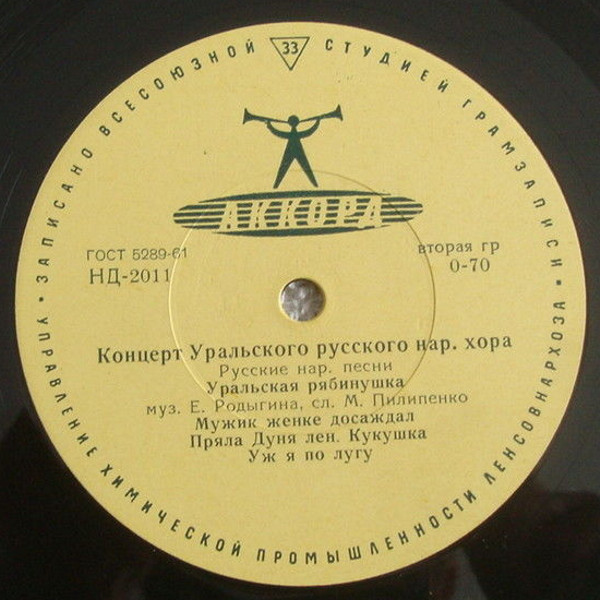 ЗАПИСАНО ВСЕСОЮЗНОЙ СТУДИЕЙ ГРАМЗАПИСИ
33
АККОРД
ГОСТ 5289-61
НД-2011
вторая гр
0-70
Концерт Уральского русского нар. хора
Русские нар. песни
Уральская рябинушка
муз. Е. Родыгина, сл. М. Пилипенко
Мужик женке досаждал
Пряла Дуня лен. Кукушка
Уж я по лугу
УПРАВЛЕНИЕ ХИМИЧЕСКОЙ ПРОМЫШЛЕННОСТИ ЛЕНСОВНАРХОЗА